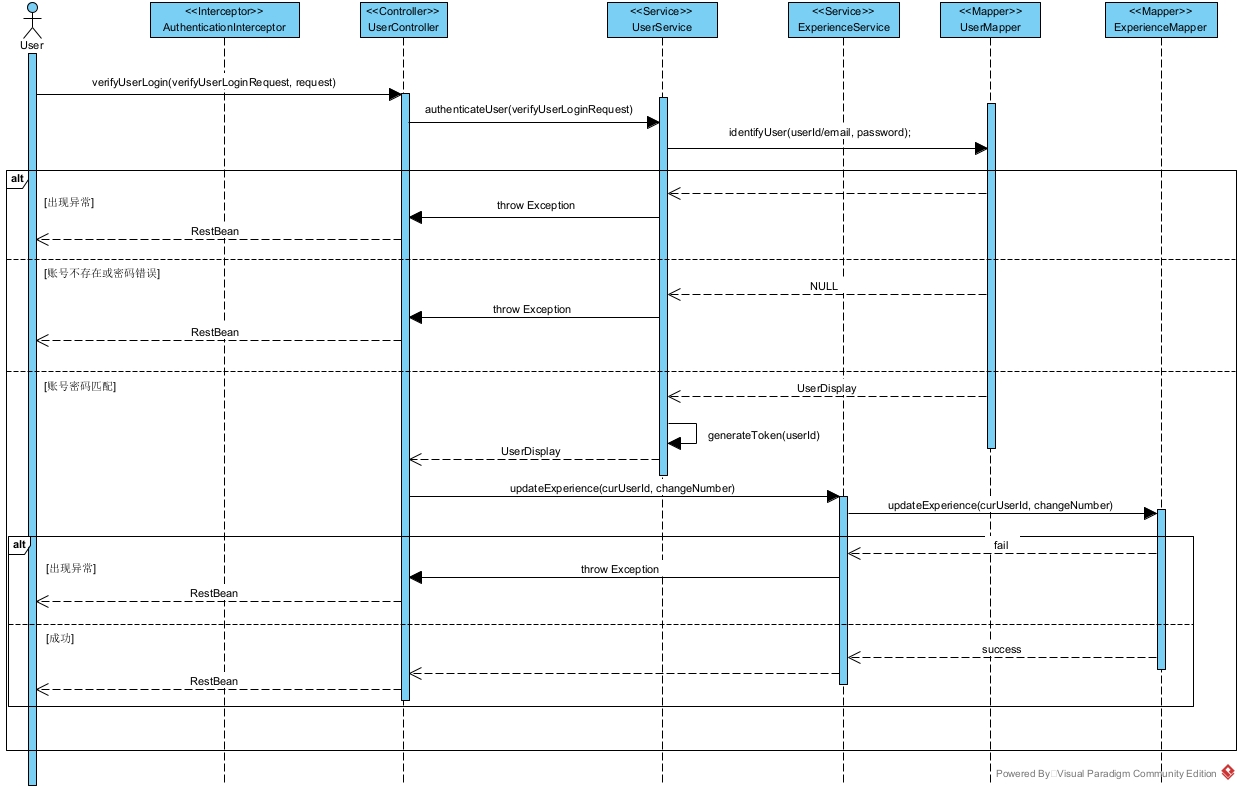 <<Interceptor>>
AuthenticationInterceptor
<<Controller>>
UserController
<<Service>>
UserService
<<Service>>
ExperienceService
<<Mapper>>
UserMapper
<<Mapper>>
ExperienceMapper
User
verifyUserLogin(verifyUserLoginRequest, request)
authenticateUser(verifyUserLoginRequest)
identifyUser(userId/email, password);
alt
[出现异常]
throw Exception
RestBean
[账号不存在或密码错误]
NULL
throw Exception
RestBean
[账号密码匹配]
UserDisplay
generateToken(userId)
UserDisplay
updateExperience(curUserId, changeNumber)
updateExperience(curUserId, changeNumber)
alt
fail
[出现异常]
throw Exception
RestBean
[成功]
success
RestBean
Powered By Visual Paradigm Community Edition